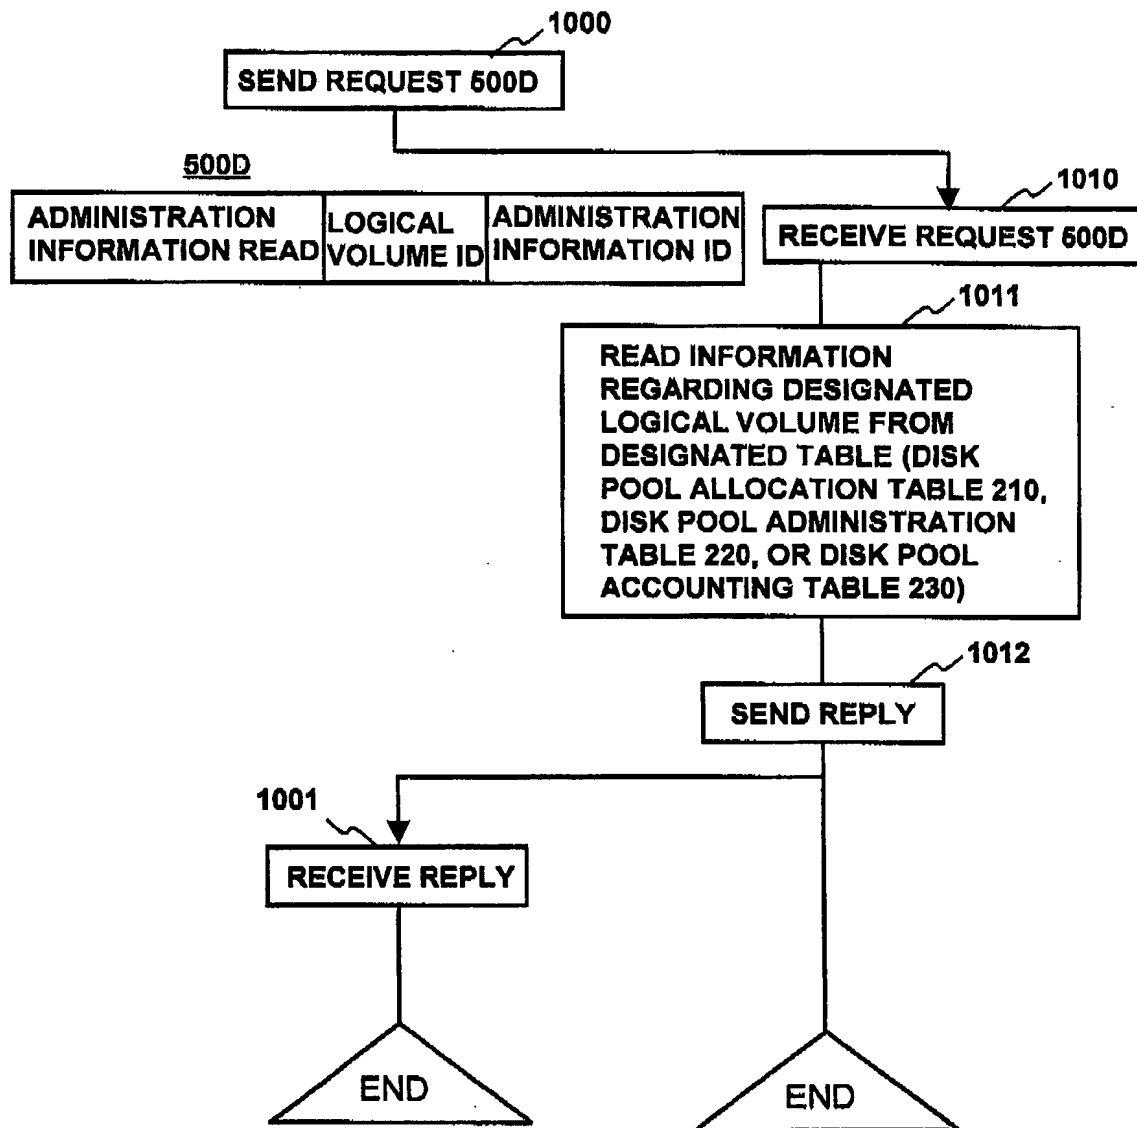 1000
SEND REQUEST 500D
500D
ADMINISTRATION
INFORMATION READ
LOGICAL
VOLUME ID
ADMINISTRATION
INFORMATION ID
1010
RECEIVE REQUEST 500D
1011
READ INFORMATION
REGARDING DESIGNATED
LOGICAL VOLUME FROM
DESIGNATED TABLE (DISK
POOL ALLOCATION TABLE 210,
DISK POOL ADMINISTRATION
TABLE 220, OR DISK POOL
ACCOUNTING TABLE 230)
1012
SEND REPLY
1001
RECEIVE REPLY
END
END